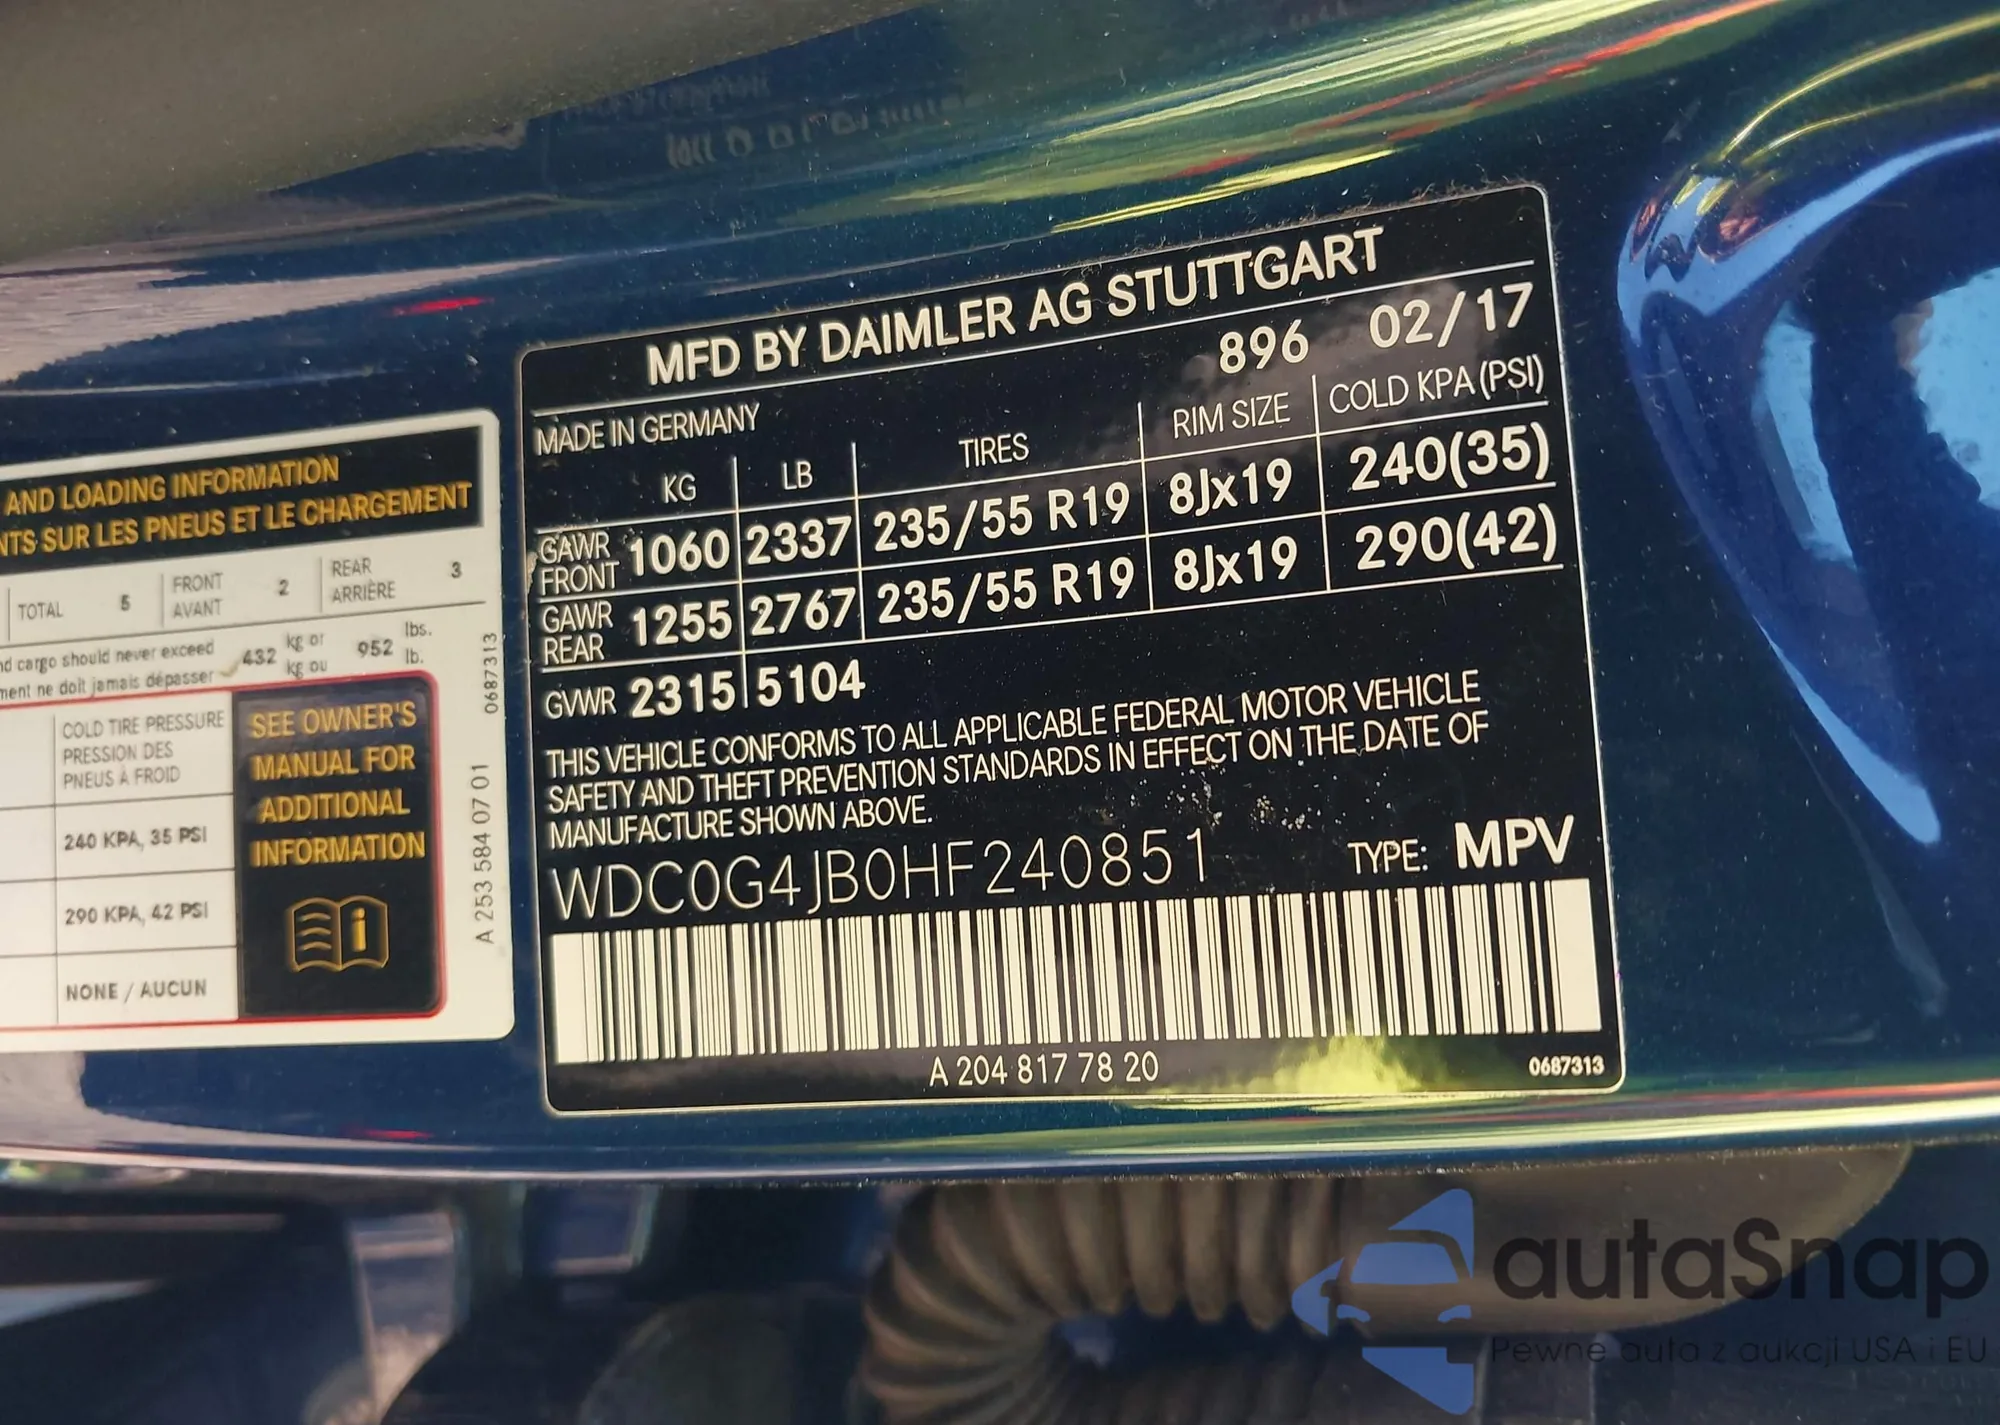 AND LOADING INFORMATION
NTS SUR LES PNEUS ET LE CHARGEMENT
TOTAL 5 FRONT AVANT 2 REAR ARRIÈRE 3
nd cargo should never exceed 432 kg or 952 lbs.
ment ne doit jamais dépasser kg ou lb.
COLD TIRE PRESSURE
PRESSION DES
PNEUS À FROID
240 KPA, 35 PSI
290 KPA, 42 PSI
NONE / AUCUN
SEE OWNER'S
MANUAL FOR
ADDITIONAL
INFORMATION
0687313
A 253 584 07 01
MFD BY DAIMLER AG STUTTGART
896 02/17
MADE IN GERMANY
KG LB TIRES RIM SIZE COLD KPA (PSI)
GAWR FRONT 1060 2337 235/55 R19 8Jx19 240(35)
GAWR REAR 1255 2767 235/55 R19 8Jx19 290(42)
GVWR 2315 5104
THIS VEHICLE CONFORMS TO ALL APPLICABLE FEDERAL MOTOR VEHICLE
SAFETY AND THEFT PREVENTION STANDARDS IN EFFECT ON THE DATE OF
MANUFACTURE SHOWN ABOVE.
WDC0G4JB0HF240851 TYPE: MPV
A 204 817 78 20
0687313
autaSnap
Pewne auta z aukcji USA i EU